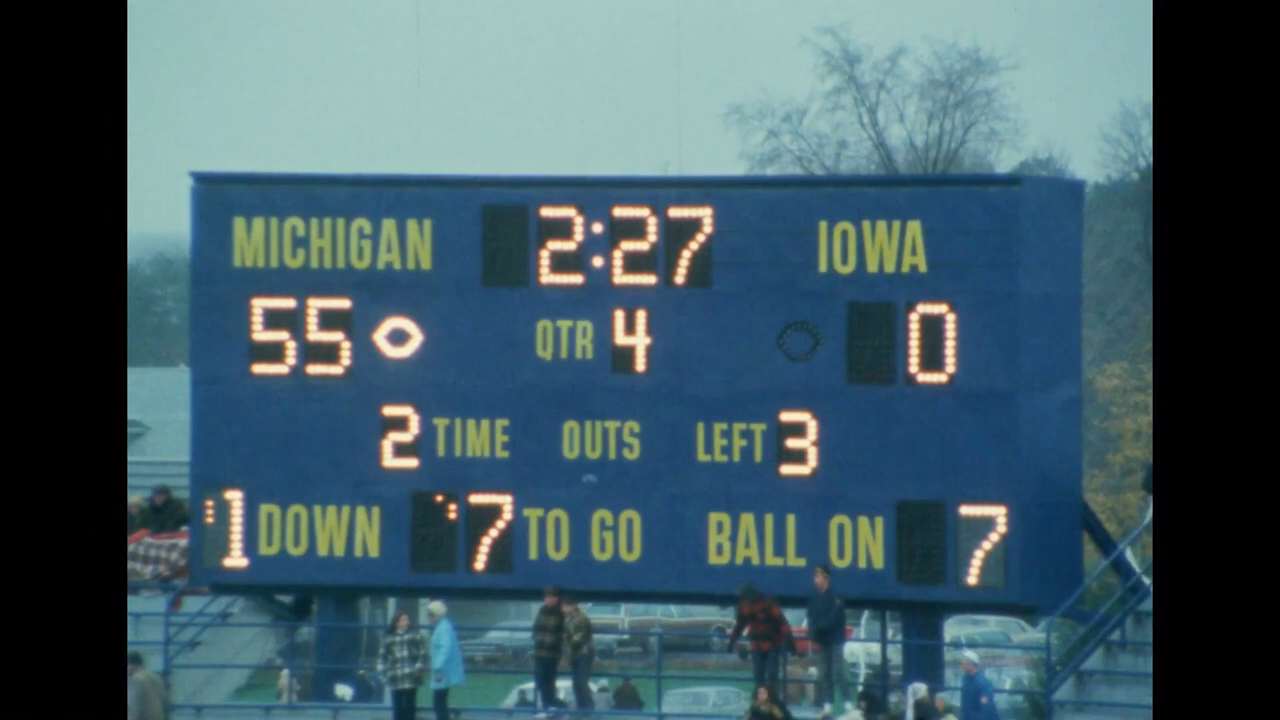 MICHIGAN 2:27 IOWA
55 QTR 4 0
2 TIME OUTS LEFT 3
1 DOWN 7 TO GO BALL ON 7